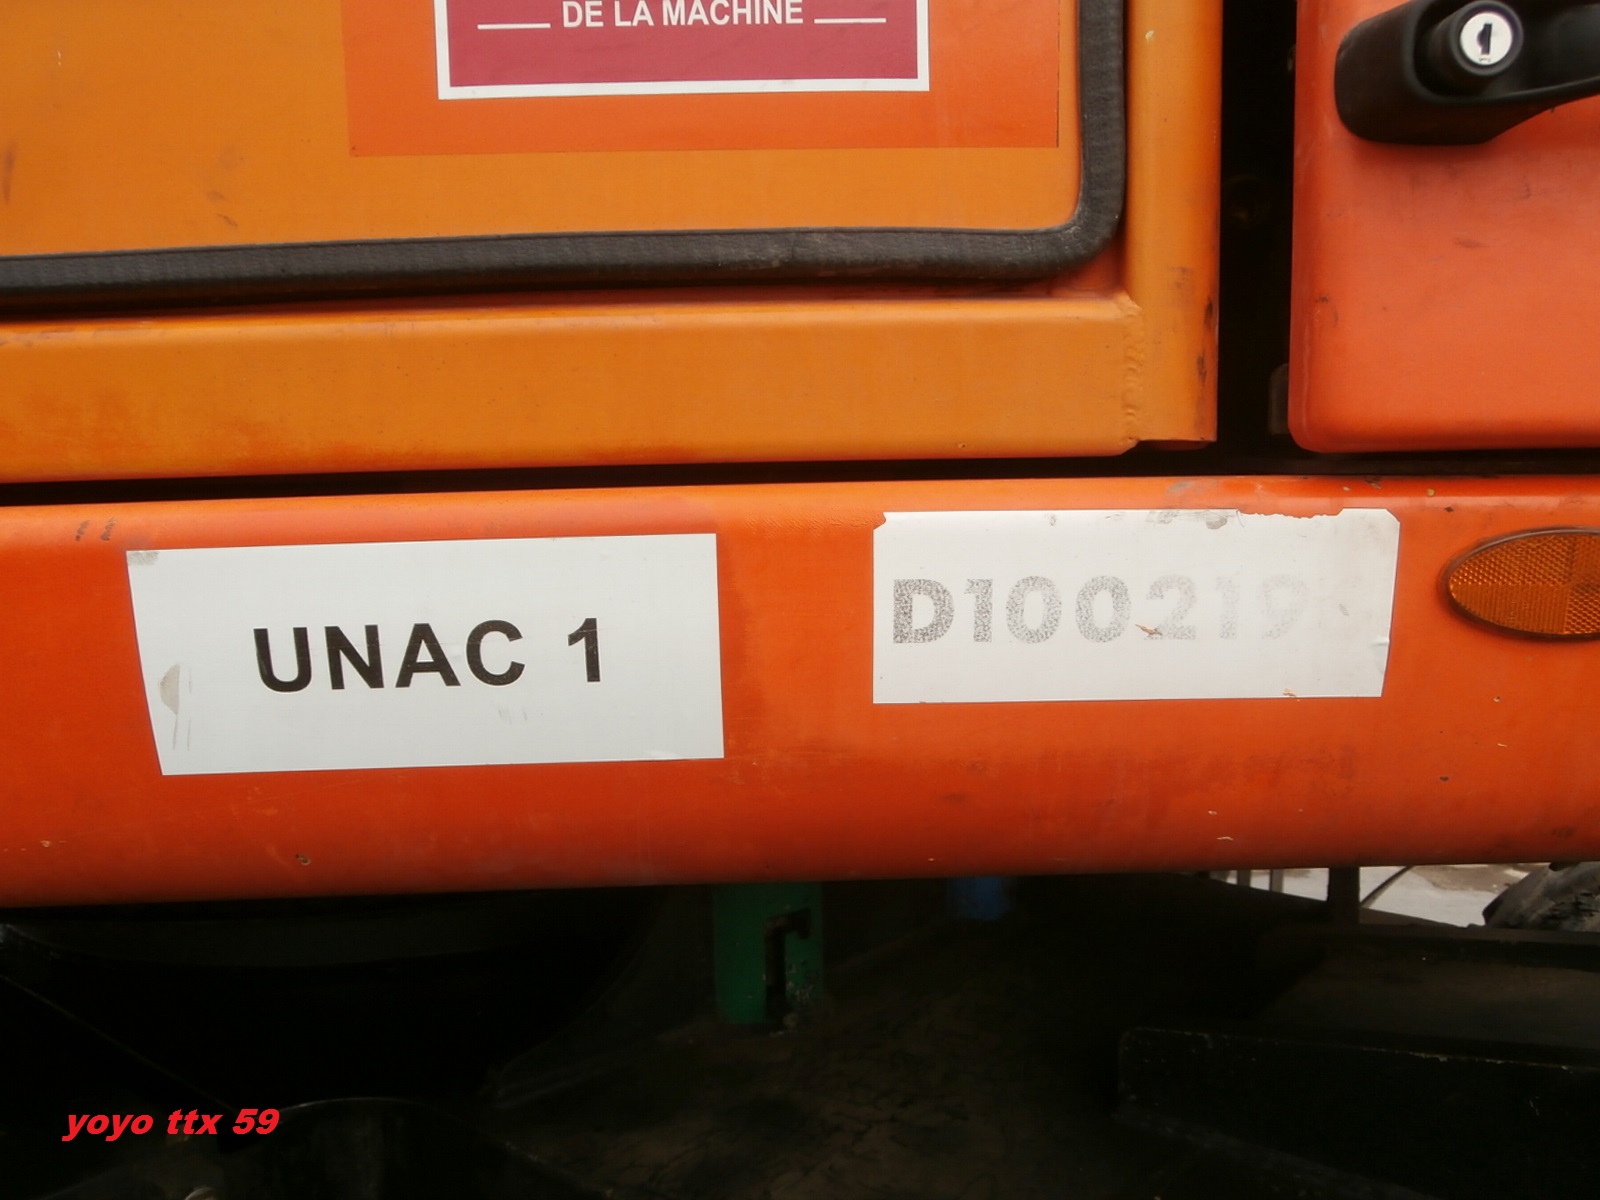 DE LA MACHINE
UNAC 1
D100219
yoyo ttx 59